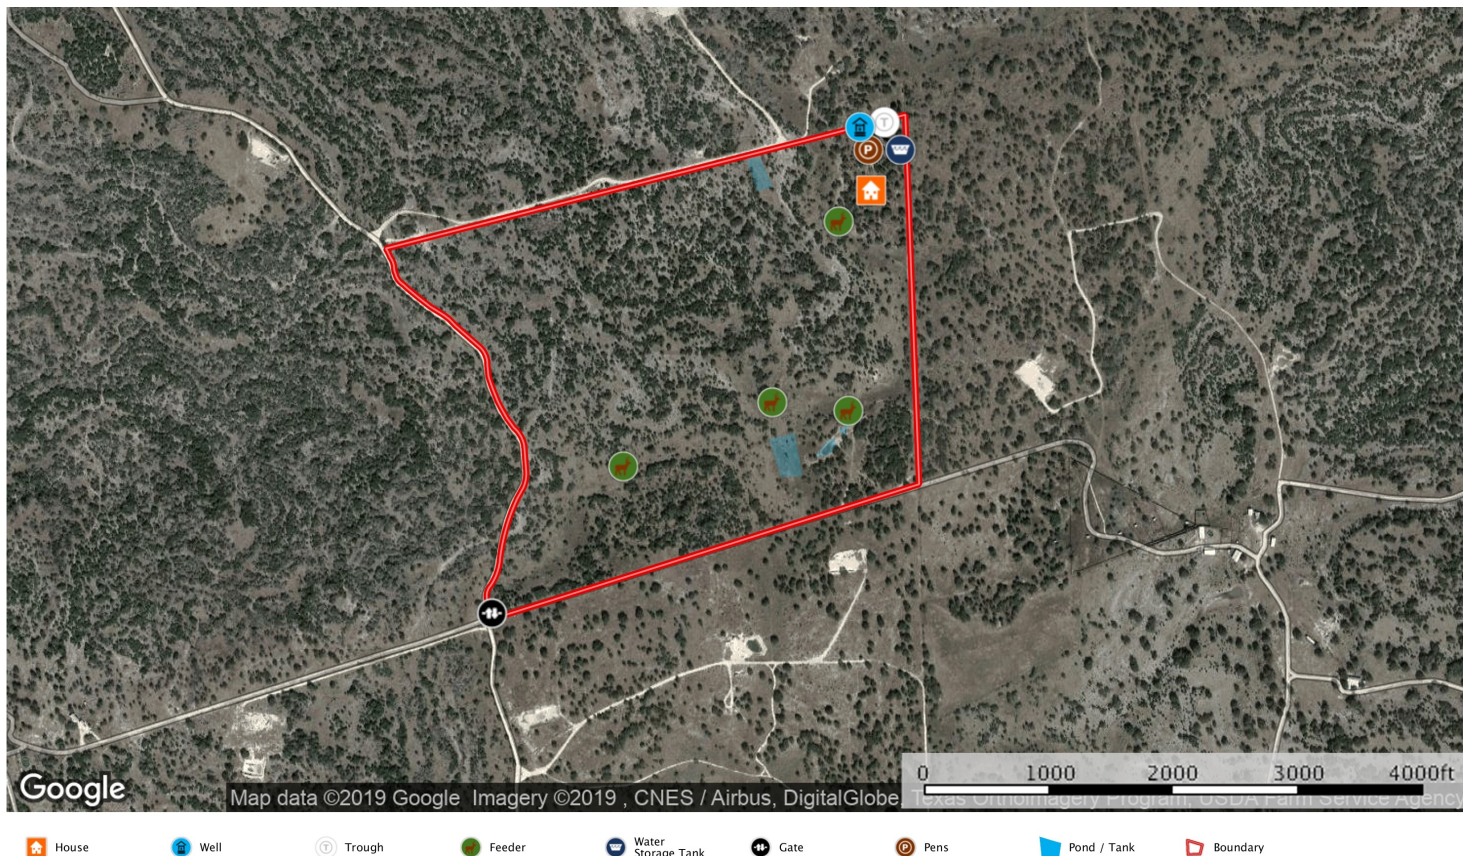 T
P
0 1000 2000 3000 4000ft
Google
Map data ©2019 Google Imagery ©2019 , CNES / Airbus, DigitalGlobe, Texas Orthoimagery Program, USDA Farm Service Agency
House Well T Trough Feeder Water Storage Tank Gate P Pens Pond / Tank Boundary